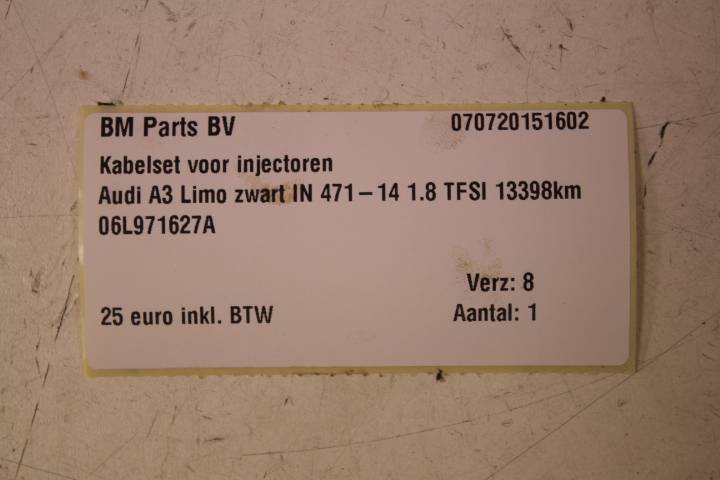 BM Parts BV 070720151602
Kabelset voor injectoren
Audi A3 Limo zwart IN 471-14 1.8 TFSI 13398km
06L971627A
Verz: 8
25 euro inkl. BTW Aantal: 1